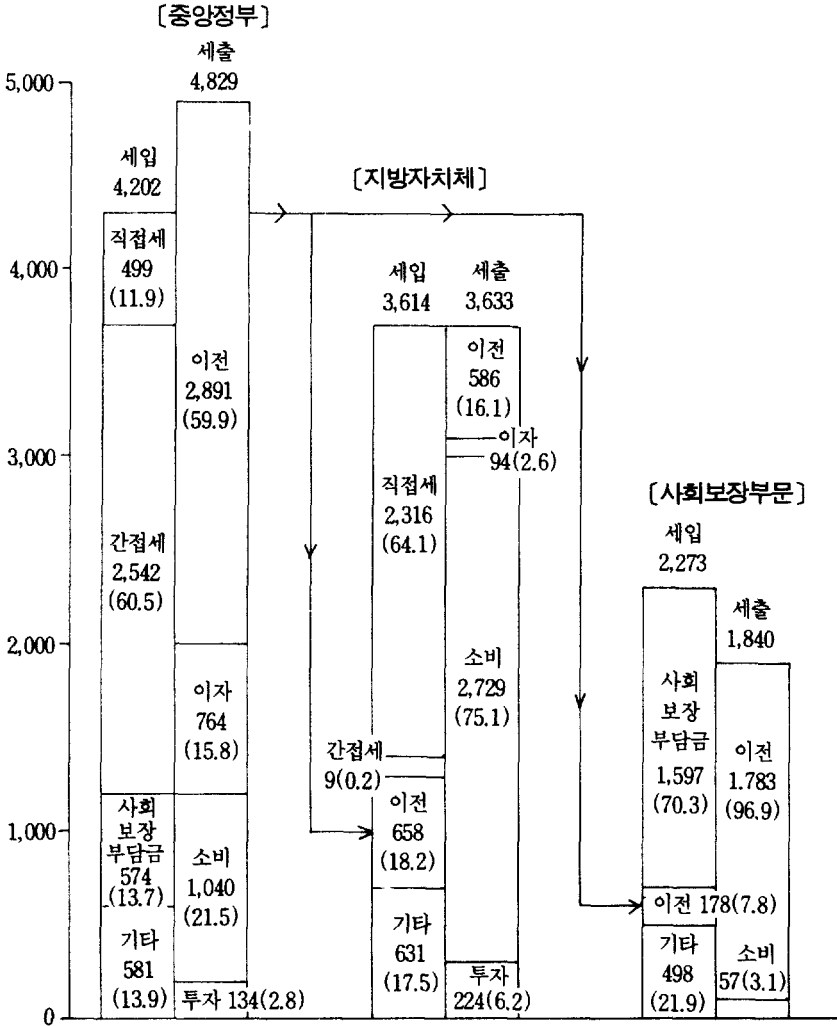 〔중앙정부〕
세출
4,829
5,000
세입
4,202
직접세
499
(11.9)
4,000
이전
2,891
(59.9)
3,000
간접세
2,542
(60.5)
2,000
이자
764
(15.8)
1,000
사회
보장
부담금
574
(13.7)
소비
1,040
(21.5)
기타
581
(13.9)
투자 134(2.8)
0
〔지방자치체〕
세입
3,614
세출
3,633
이전
586
(16.1)
이자
94(2.6)
직접세
2,316
(64.1)
소비
2,729
(75.1)
간접세
9(0.2)
이전
658
(18.2)
기타
631
(17.5)
투자
224(6.2)
〔사회보장부문〕
세입
2,273
세출
1,840
사회
보장
부담금
1,597
(70.3)
이전
1.783
(96.9)
이전 178(7.8)
기타
498
(21.9)
소비
57(3.1)